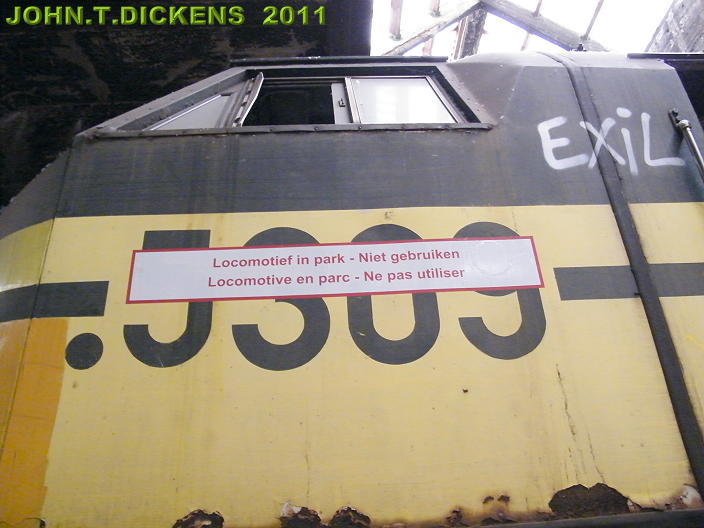 JOHN.T.DICKENS 2011
EXiL
Locomotief in park - Niet gebruiken
Locomotive en parc - Ne pas utiliser
.5309